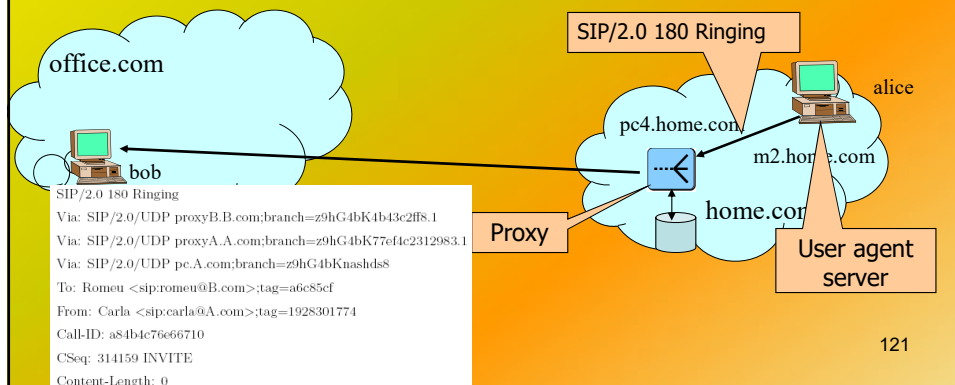 SIP/2.0 180 Ringing
office.com
alice
pc4.home.com
m2.home.com
bob
home.com
Proxy
User agent
server
SIP/2.0 180 Ringing
Via: SIP/2.0/UDP proxyB.B.com;branch=z9hG4bK4b43c2ff8.1
Via: SIP/2.0/UDP proxyA.A.com;branch=z9hG4bK77ef4c2312983.1
Via: SIP/2.0/UDP pc.A.com;branch=z9hG4bKnashds8
To: Romeu <sip:romeu@B.com>;tag=a6c85cf
From: Carla <sip:carla@A.com>;tag=1928301774
Call-ID: a84b4c76e66710
CSeq: 314159 INVITE
Content-Length: 0
121